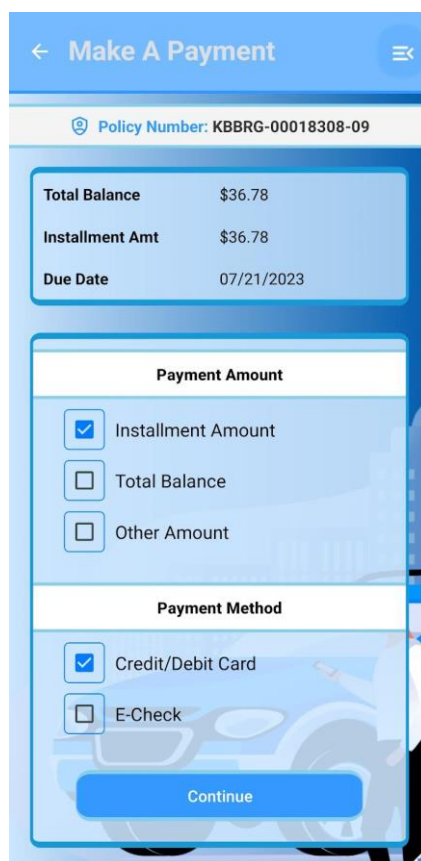 Make A Payment
Policy Number: KBBRG-00018308-09
Total Balance $36.78
Installment Amt $36.78
Due Date 07/21/2023
Payment Amount
Installment Amount
Total Balance
Other Amount
Payment Method
Credit/Debit Card
E-Check
Continue